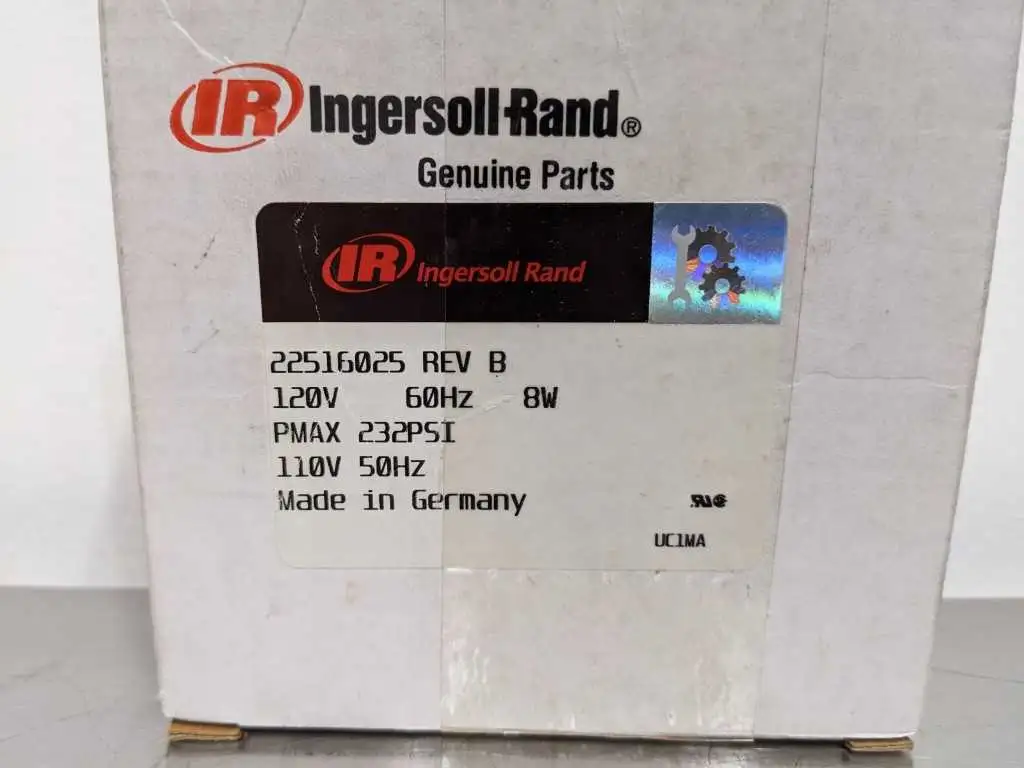 IR Ingersoll-Rand®
Genuine Parts
IR Ingersoll Rand
22516025 REV B
120V 60Hz 8W
PMAX 232PSI
110V 50Hz
Made in Germany
UC1MA